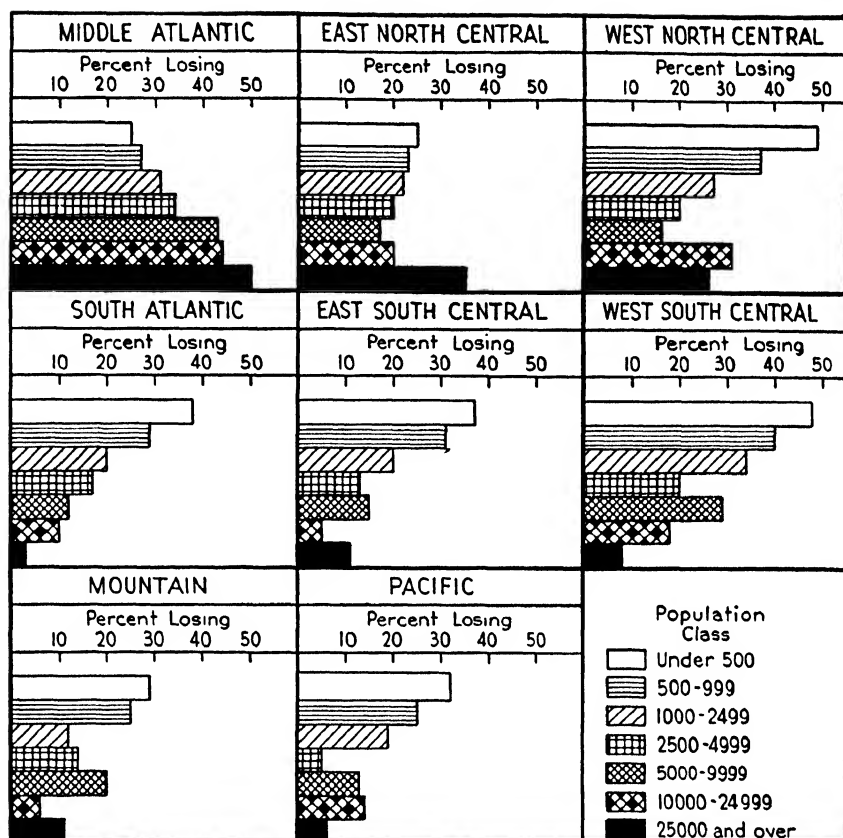 MIDDLE ATLANTIC
Percent Losing
10 20 30 40 50
EAST NORTH CENTRAL
Percent Losing
10 20 30 40 50
WEST NORTH CENTRAL
Percent Losing
10 20 30 40 50
SOUTH ATLANTIC
Percent Losing
10 20 30 40 50
EAST SOUTH CENTRAL
Percent Losing
10 20 30 40 50
WEST SOUTH CENTRAL
Percent Losing
10 20 30 40 50
MOUNTAIN
Percent Losing
10 20 30 40 50
PACIFIC
Percent Losing
10 20 30 40 50
Population
Class
Under 500
500-999
1000-2499
2500-4999
5000-9999
10000-24999
25000 and over